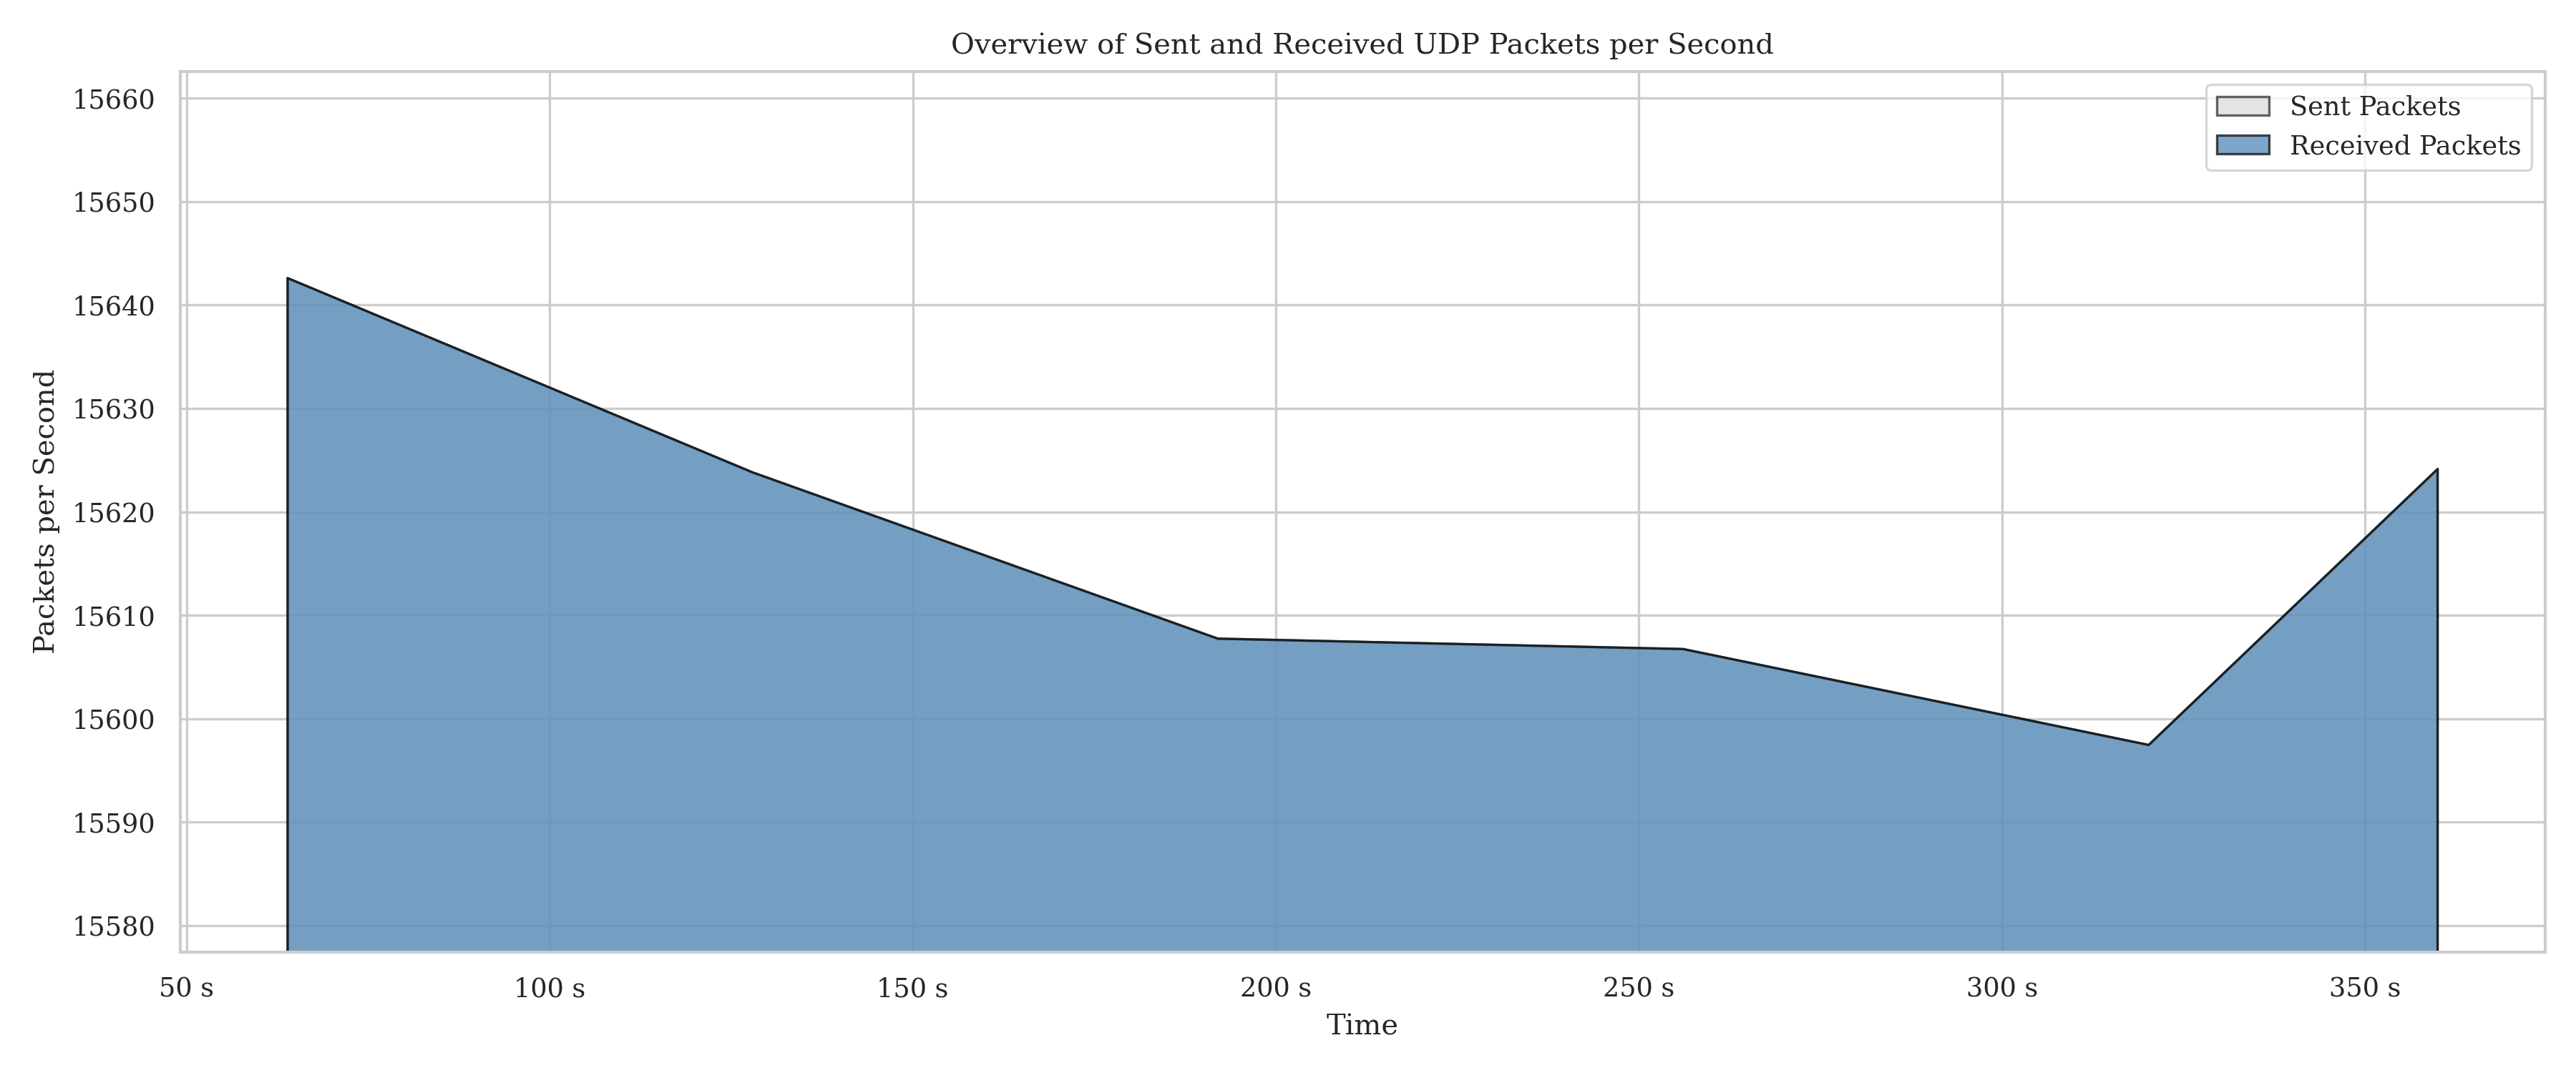 Overview of Sent and Received UDP Packets per Second
Sent Packets
Received Packets
Packets per Second
15660
15650
15640
15630
15620
15610
15600
15590
15580
50 s
100 s
150 s
200 s
250 s
300 s
350 s
Time